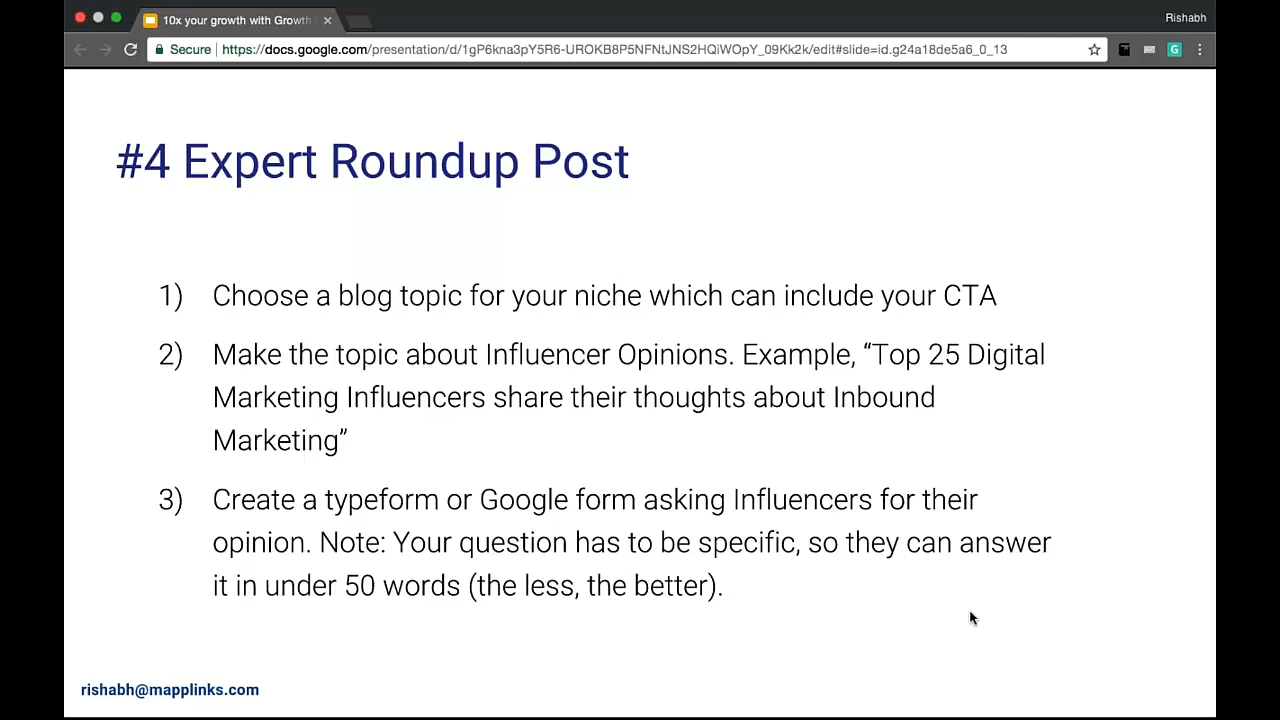 10x your growth with Growth
Rishabh
Secure
https://docs.google.com/presentation/d/1gP6kna3pY5R6-UROKB8P5NFNtJNS2HQiWOpY_09Kk2k/edit#slide=id.g24a18de5a6_0_13
#4 Expert Roundup Post
1) Choose a blog topic for your niche which can include your CTA
2) Make the topic about Influencer Opinions. Example, “Top 25 Digital
Marketing Influencers share their thoughts about Inbound
Marketing”
3) Create a typeform or Google form asking Influencers for their
opinion. Note: Your question has to be specific, so they can answer
it in under 50 words (the less, the better).
rishabh@mapplinks.com